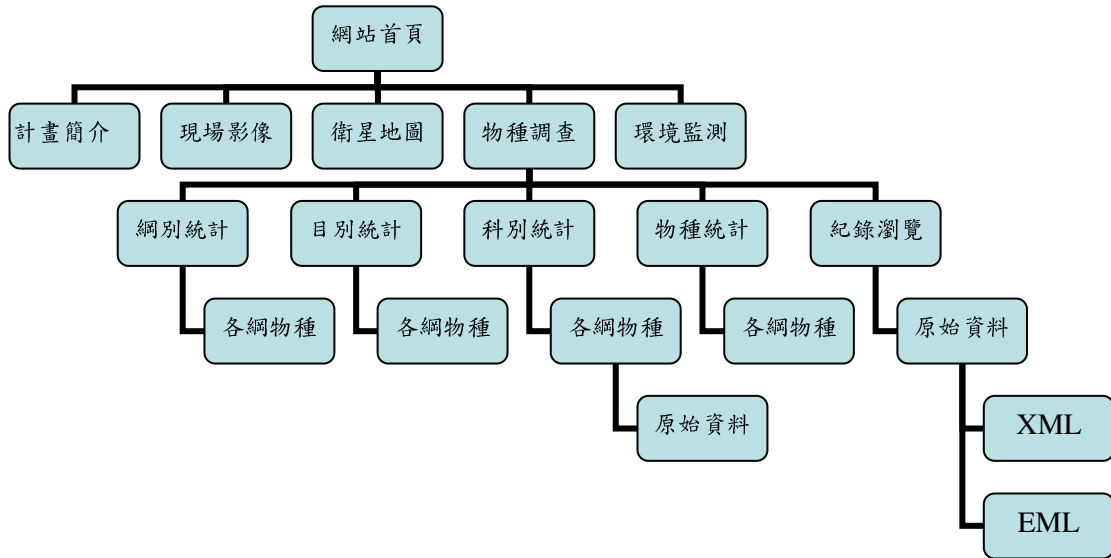 網站首頁
計畫簡介
現場影像
衛星地圖
物種調查
環境監測
綱別統計
目別統計
科別統計
物種統計
紀錄瀏覽
各綱物種
各綱物種
各綱物種
各綱物種
原始資料
原始資料
XML
EML